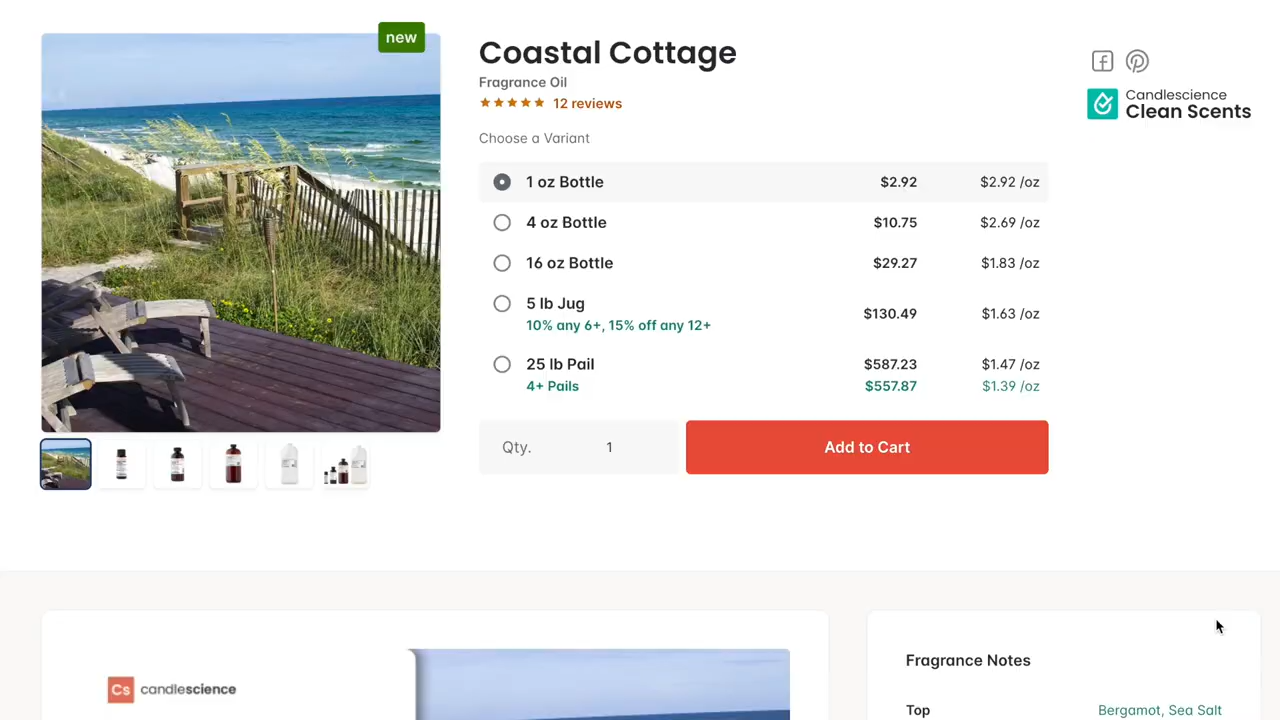 new
Coastal Cottage
Fragrance Oil
12 reviews
Candlescience
Clean Scents
Choose a Variant
1 oz Bottle $2.92 $2.92 /oz
4 oz Bottle $10.75 $2.69 /oz
16 oz Bottle $29.27 $1.83 /oz
5 lb Jug
10% any 6+, 15% off any 12+ $130.49 $1.63 /oz
25 lb Pail $587.23 $1.47 /oz
4+ Pails $557.87 $1.39 /oz
Qty. 1 Add to Cart
Cs candlescience
Fragrance Notes
Top Bergamot, Sea Salt